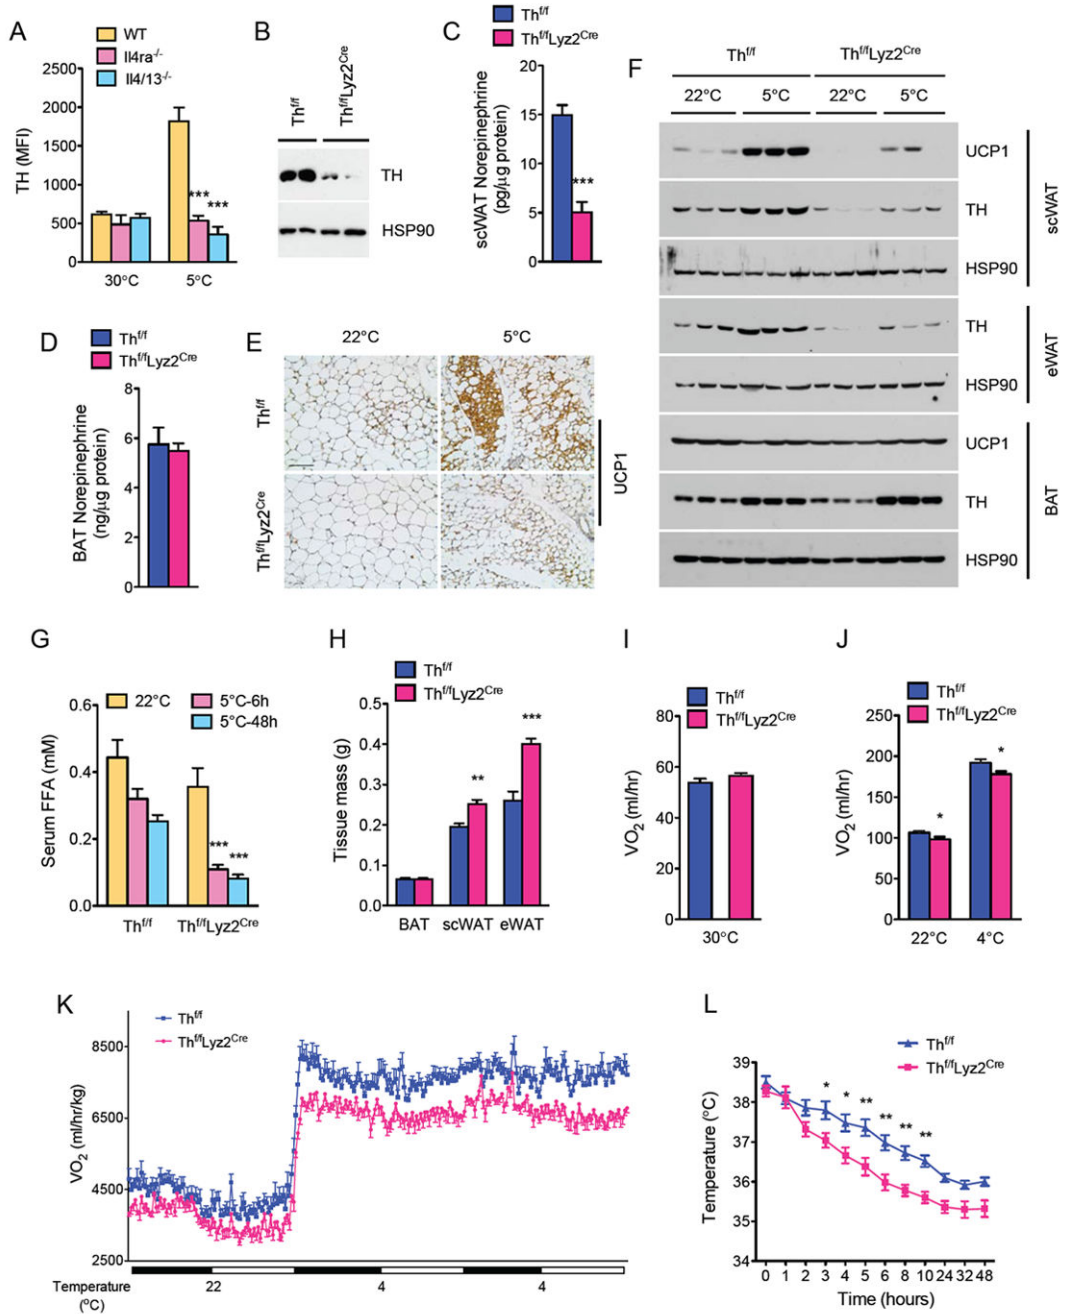 A
WT
Il4ra-/-
Il4/13-/-
TH (MFI)
2500
2000
1500
1000
500
0
***
***
30°C
5°C
B
Thf/f
Thf/fLyz2Cre
TH
HSP90
C
Thf/f
Thf/fLyz2Cre
scWAT Norepinephrine
(pg/µg protein)
20
15
10
5
0
***
F
Thf/f
Thf/fLyz2Cre
22°C
5°C
22°C
5°C
UCP1
TH
HSP90
scWAT
TH
HSP90
eWAT
UCP1
TH
HSP90
BAT
D
Thf/f
Thf/fLyz2Cre
BAT Norepinephrine
(ng/µg protein)
8
6
4
2
0
E
22°C
5°C
Thf/f
Thf/fLyz2Cre
UCP1
G
22°C
5°C-6h
5°C-48h
Serum FFA (mM)
0.6
0.4
0.2
0.0
***
***
Thf/f
Thf/fLyz2Cre
H
Thf/f
Thf/fLyz2Cre
Tissue mass (g)
0.5
0.4
0.3
0.2
0.1
0.0
**
***
BAT
scWAT
eWAT
I
Thf/f
Thf/fLyz2Cre
VO2 (ml/hr)
80
60
40
20
0
30°C
J
Thf/f
Thf/fLyz2Cre
VO2 (ml/hr)
250
200
150
100
50
0
*
*
22°C
4°C
K
Thf/f
Thf/fLyz2Cre
VO2 (ml/hr/kg)
8500
6500
4500
2500
Temperature
(°C)
22
4
4
L
Thf/f
Thf/fLyz2Cre
Temperature (°C)
39
38
37
36
35
34
* * ** ** ** **
0 1 2 3 4 5 6 8 10 24 32 48
Time (hours)